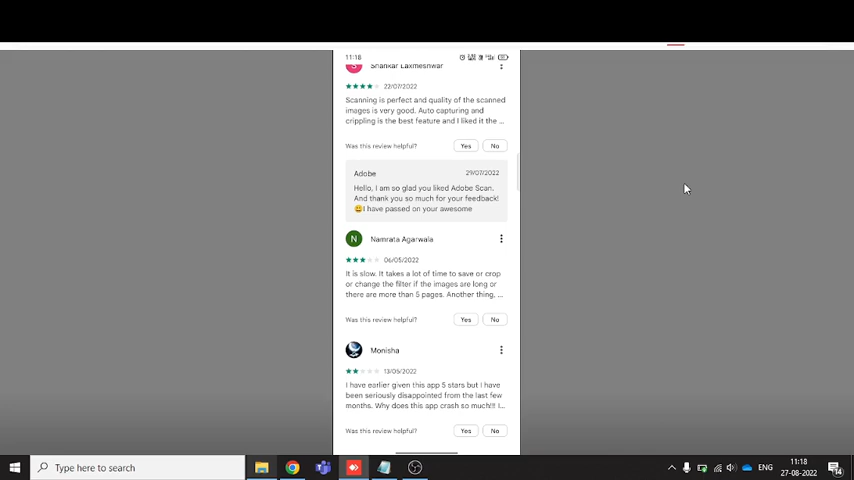 11:18
Shankar Laxmeshwar
22/07/2022
Scanning is perfect and quality of the scanned
images is very good. Auto capturing and
crippling is the best feature and I liked it the ...
Was this review helpful? Yes No
Adobe 29/07/2022
Hello, I am so glad you liked Adobe Scan.
And thank you so much for your feedback!
😃I have passed on your awesome
N Namrata Agarwala
06/05/2022
It is slow. It takes a lot of time to save or crop
or change the filter if the images are long or
there are more than 5 pages. Another thing, ...
Was this review helpful? Yes No
Monisha
13/05/2022
I have earlier given this app 5 stars but I have
been seriously disappointed from the last few
months. Why does this app crash so much!!! I...
Was this review helpful? Yes No
Type here to search
ENG
11:18
27-08-2022
14